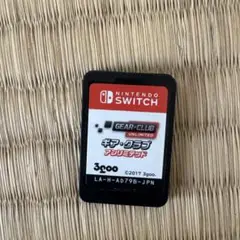 NINTENDO
SWITCH
GEAR·CLUB
UNLIMITED
ギア・クラブ
アンリミテッド
3goo
©2017 3goo.
LA-H-AD79B-JPN